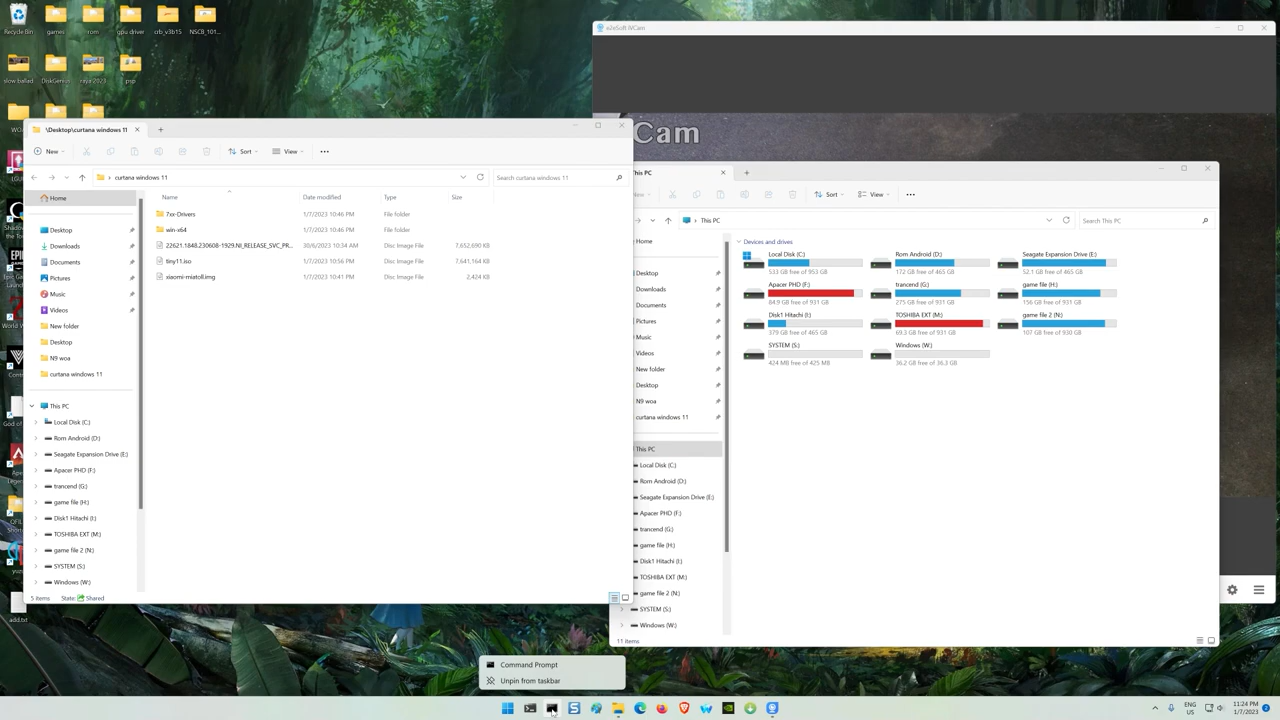 Recycle Bin
games
rom
gpu driver
crb_v3b15
NSCB_101...
slow.ballad
DiskGenius
raya 2023
psp
e2eSoft iVCam
Cam
\Desktop\curtana windows 11
New
Sort
View
curtana windows 11
Search curtana windows 11
Home
Desktop
Downloads
Documents
Pictures
Music
Videos
New folder
Desktop
N9 woa
curtana windows 11
This PC
Local Disk (C:)
Rom Android (D:)
Seagate Expansion Drive (E:)
Apacer PHD (F:)
trancend (G:)
game file (H:)
Disk1 Hitachi (I:)
TOSHIBA EXT (M:)
game file 2 (N:)
SYSTEM (S:)
Windows (W:)
Name
Date modified
Type
Size
7xx-Drivers
1/7/2023 10:46 PM
File folder
win-x64
1/7/2023 10:46 PM
File folder
22621.1848.230608-1929.NI_RELEASE_SVC_PR...
30/6/2023 10:34 AM
Disc Image File
7,652,690 KB
tiny11.iso
1/7/2023 10:56 PM
Disc Image File
7,641,164 KB
xiaomi-miatoll.img
1/7/2023 10:41 PM
Disc Image File
2,424 KB
5 items
State:
Shared
add.txt
This PC
Sort
View
This PC
Search This PC
Home
Desktop
Downloads
Documents
Pictures
Music
Videos
New folder
Desktop
N9 woa
curtana windows 11
This PC
Local Disk (C:)
Rom Android (D:)
Seagate Expansion Drive (E:)
Apacer PHD (F:)
trancend (G:)
game file (H:)
Disk1 Hitachi (I:)
TOSHIBA EXT (M:)
game file 2 (N:)
SYSTEM (S:)
Windows (W:)
Devices and drives
Local Disk (C:)
533 GB free of 953 GB
Rom Android (D:)
172 GB free of 465 GB
Seagate Expansion Drive (E:)
52.1 GB free of 465 GB
Apacer PHD (F:)
84.9 GB free of 931 GB
trancend (G:)
275 GB free of 931 GB
game file (H:)
156 GB free of 931 GB
Disk1 Hitachi (I:)
379 GB free of 465 GB
TOSHIBA EXT (M:)
69.3 GB free of 931 GB
game file 2 (N:)
107 GB free of 930 GB
SYSTEM (S:)
424 MB free of 425 MB
Windows (W:)
36.2 GB free of 36.3 GB
11 items
Command Prompt
Unpin from taskbar
ENG
US
11:24 PM
1/7/2023